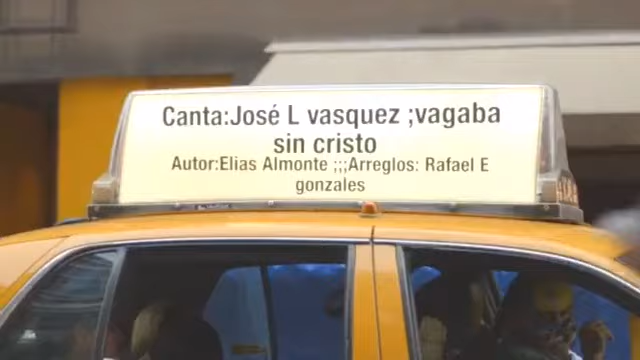 Canta:José L vasquez ;vagaba
sin cristo
Autor:Elias Almonte ;;;Arreglos: Rafael E
gonzales